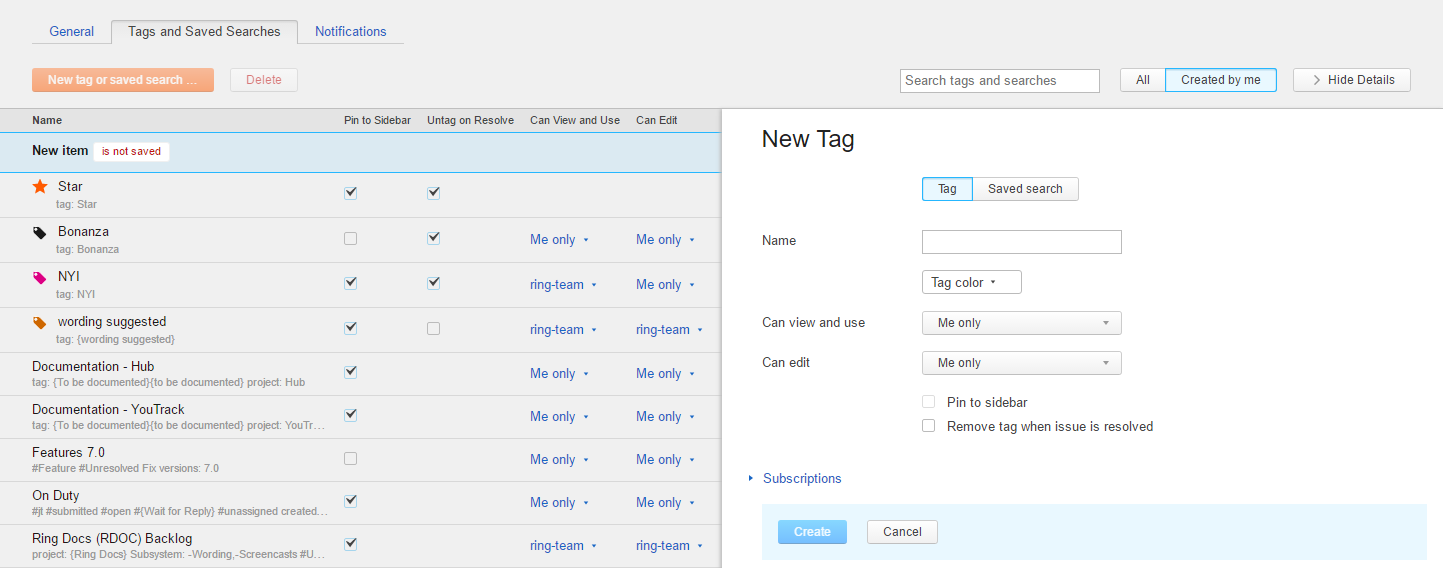 General Tags and Saved Searches Notifications
New tag or saved search ... Delete Search tags and searches All Created by me Hide Details
Name Pin to Sidebar Untag on Resolve Can View and Use Can Edit
New item is not saved
Star
tag: Star
Bonanza
tag: Bonanza
Me only Me only
NYI
tag: NYI
ring-team Me only
wording suggested
tag: {wording suggested}
ring-team ring-team
Documentation - Hub
tag: {To be documented}{to be documented} project: Hub
Me only Me only
Documentation - YouTrack
tag: {To be documented}{to be documented} project: YouTr…
Me only Me only
Features 7.0
#Feature #Unresolved Fix versions: 7.0
Me only Me only
On Duty
#jt #submitted #open #{Wait for Reply} #unassigned created…
Me only Me only
Ring Docs (RDOC) Backlog
project: {Ring Docs} Subsystem: -Wording,-Screencasts #U…
ring-team ring-team
New Tag
Tag Saved search
Name
Tag color
Can view and use Me only
Can edit Me only
Pin to sidebar
Remove tag when issue is resolved
Subscriptions
Create Cancel